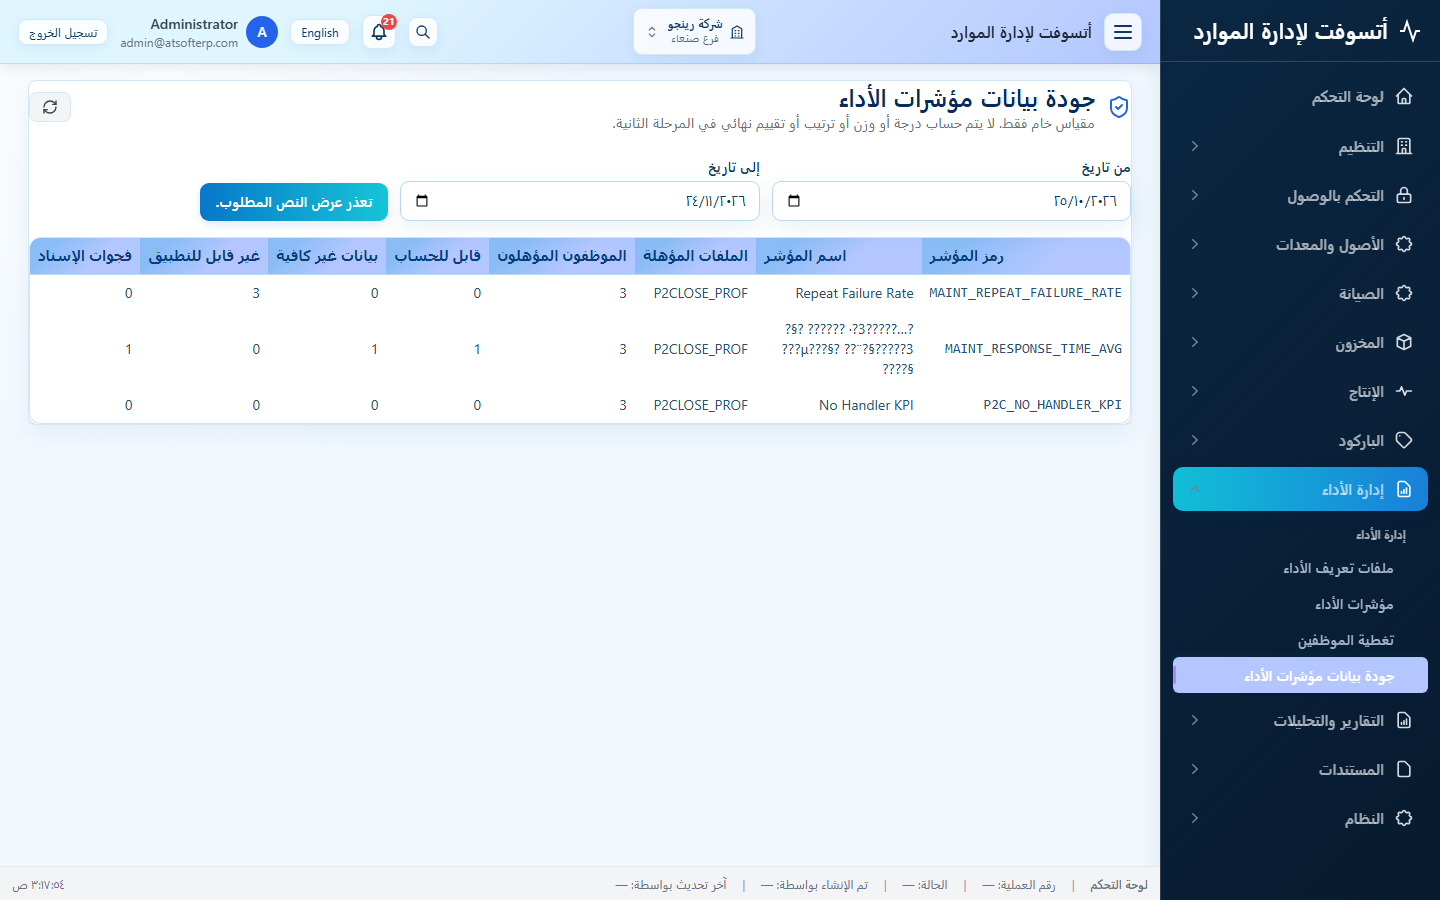 أتسوفت لإدارة الموارد
لوحة التحكم
التنظيم
التحكم بالوصول
الأصول والمعدات
الصيانة
المخزون
الإنتاج
الباركود
إدارة الأداء
إدارة الأداء
ملفات تعريف الأداء
مؤشرات الأداء
تغطية الموظفين
جودة بيانات مؤشرات الأداء
التقارير والتحليلات
المستندات
النظام
أتسوفت لإدارة الموارد
شركة رينجو
فرع صنعاء
21
English
A
Administrator
admin@atsofterp.com
تسجيل الخروج
جودة بيانات مؤشرات الأداء
مقياس خام فقط. لا يتم حساب درجة أو وزن أو ترتيب أو تقييم نهائي في المرحلة الثانية.
من تاريخ
٢٥/١٠/٢٠٢٦
إلى تاريخ
٢٤/١١/٢٠٢٦
تعذر عرض النص المطلوب.
رمز المؤشر اسم المؤشر الملفات المؤهلة الموظفون المؤهلون قابل للحساب بيانات غير كافية غير قابل للتطبيق فجوات الإسناد
MAINT_REPEAT_FAILURE_RATE Repeat Failure Rate P2CLOSE_PROF 3 0 0 3 0
MAINT_RESPONSE_TIME_AVG P2CLOSE_PROF 3 1 1 0 1
P2C_NO_HANDLER_KPI No Handler KPI P2CLOSE_PROF 3 0 0 0 0
لوحة التحكم | رقم العملية: — | الحالة: — | تم الإنشاء بواسطة: — | آخر تحديث بواسطة: —
٣:١٧:٥٤ ص